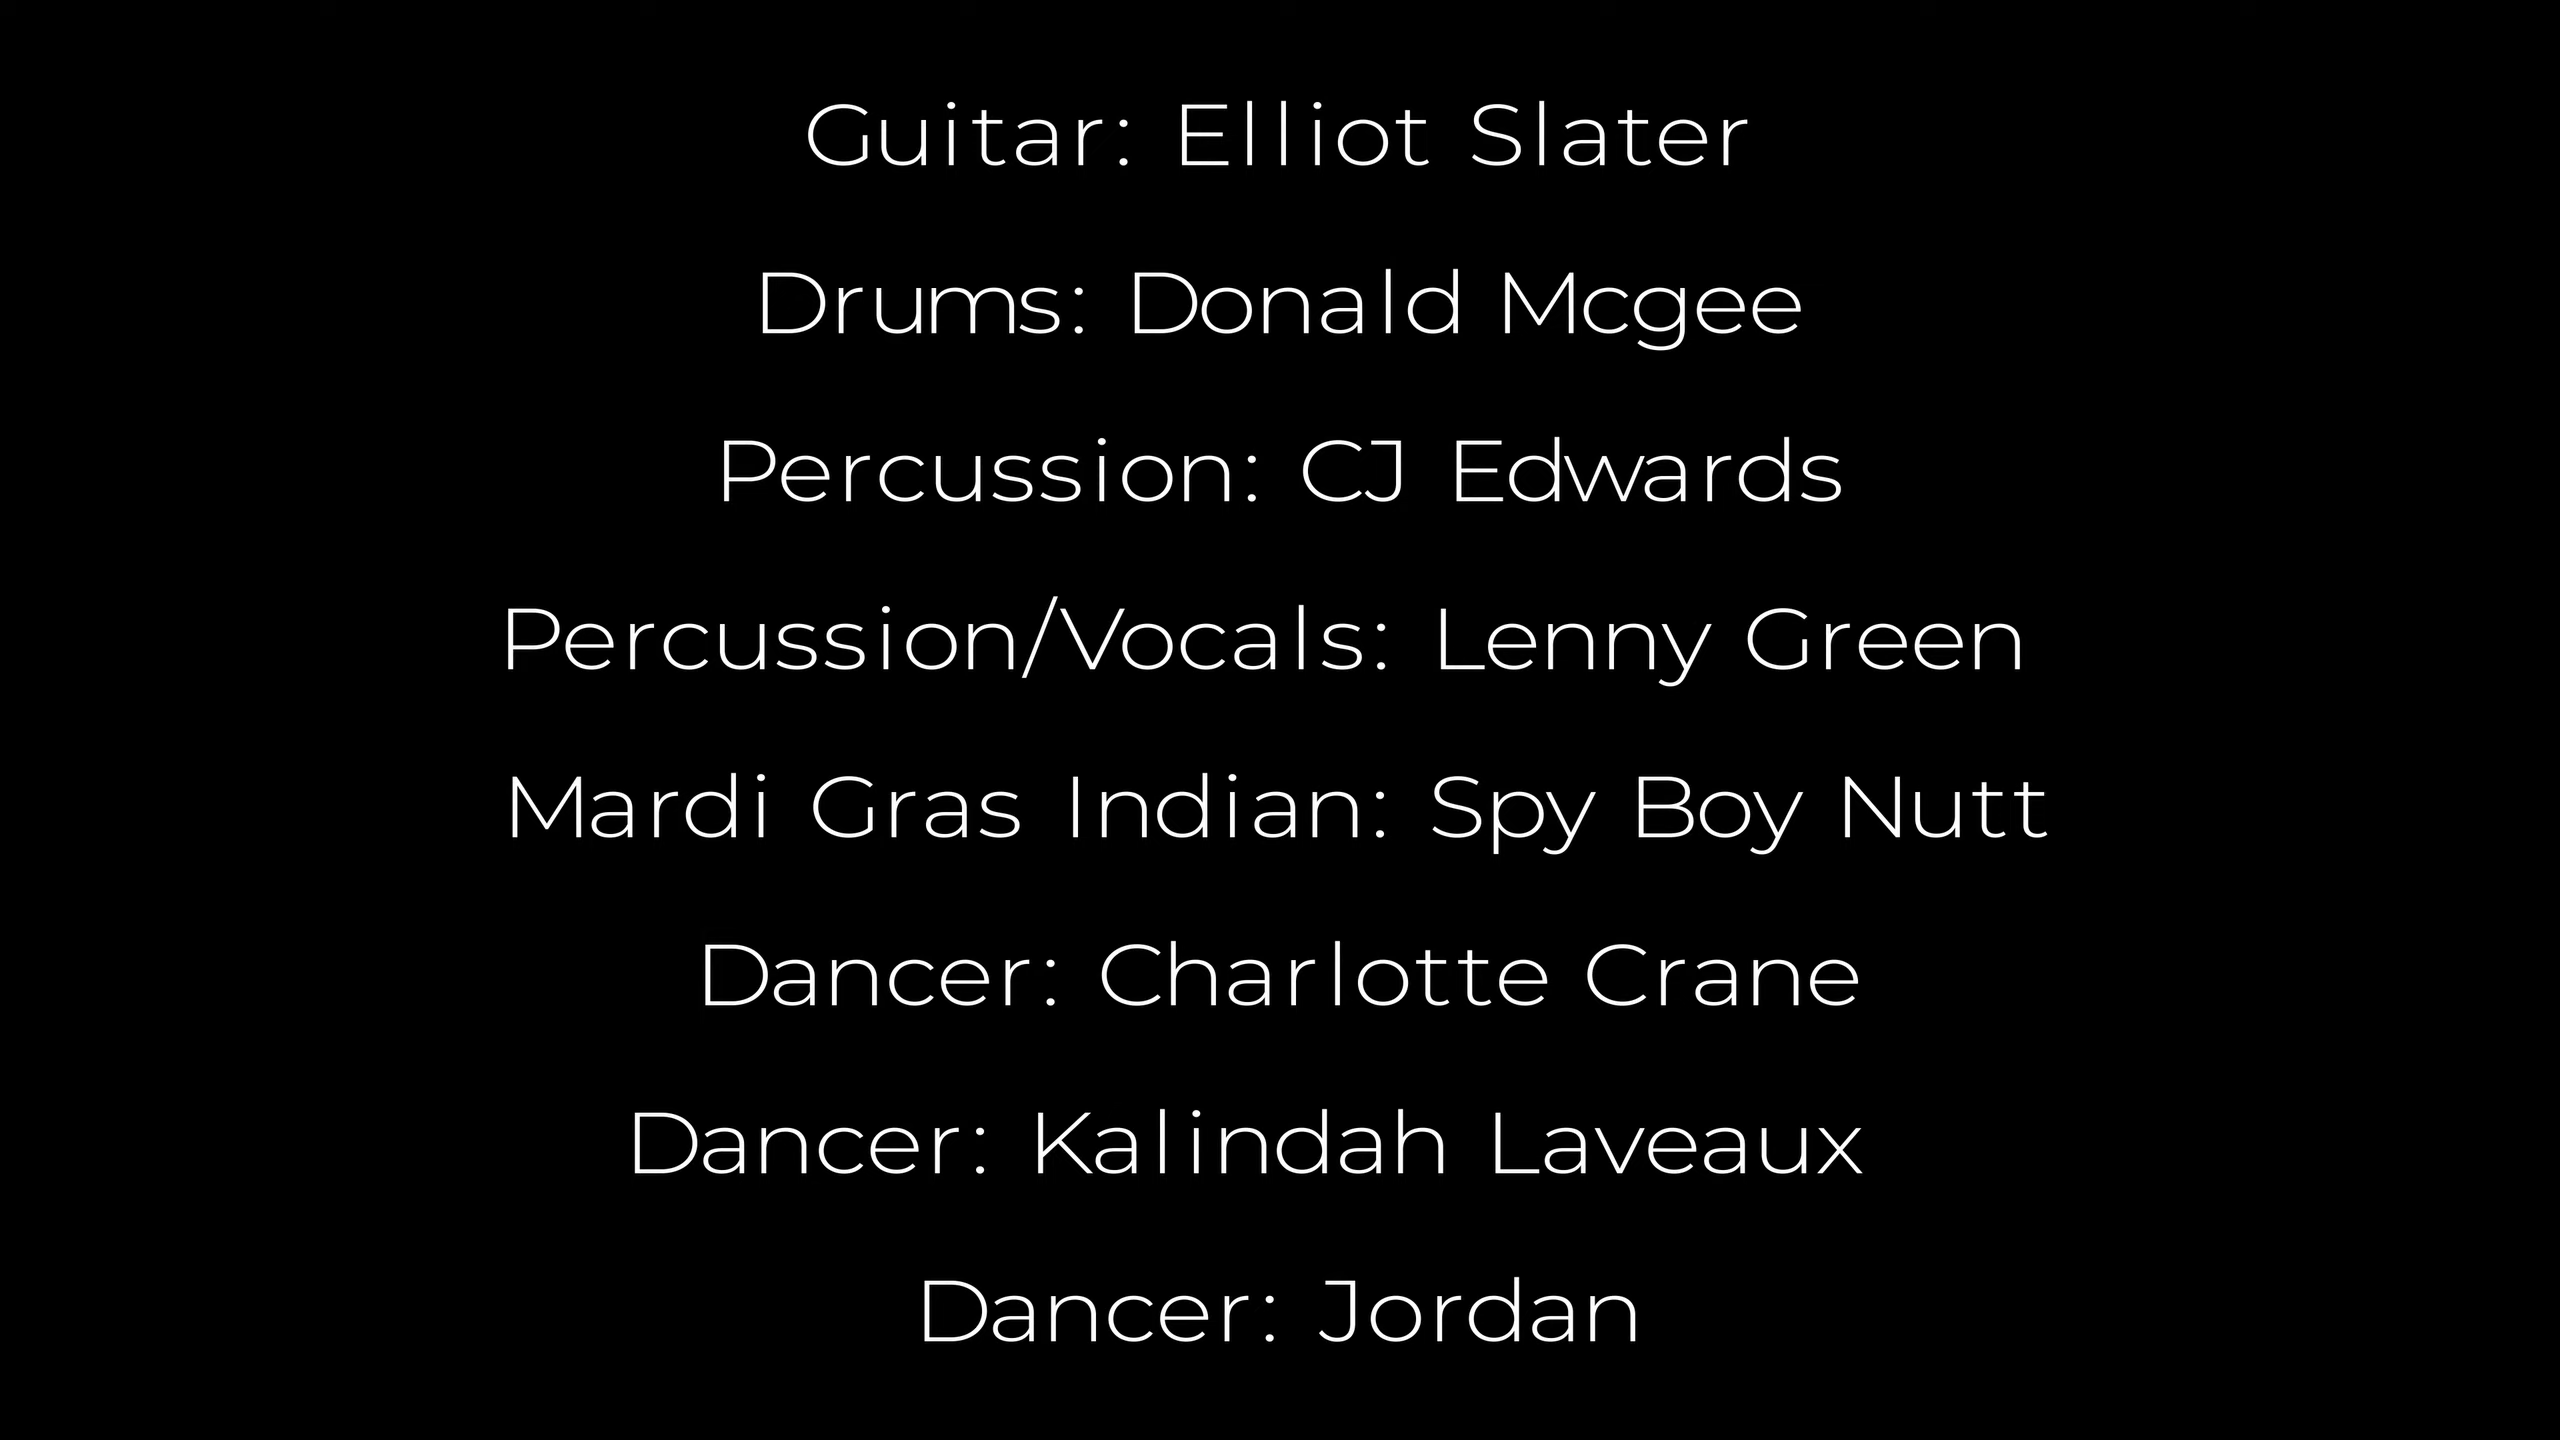 Guitar: Elliot Slater
Drums: Donald Mcgee
Percussion: CJ Edwards
Percussion/Vocals: Lenny Green
Mardi Gras Indian: Spy Boy Nutt
Dancer: Charlotte Crane
Dancer: Kalindah Laveaux
Dancer: Jordan